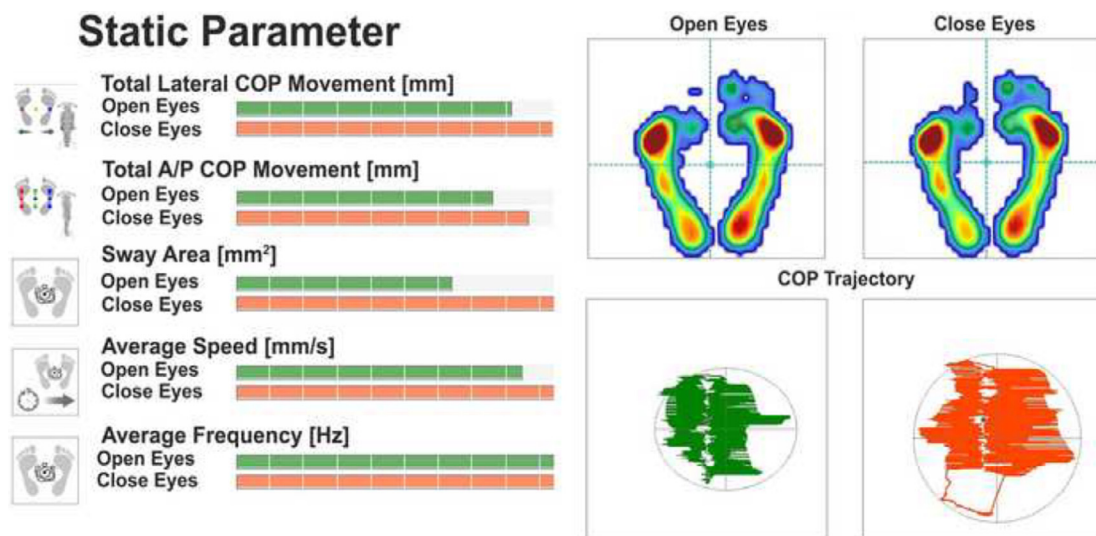 Static Parameter
Total Lateral COP Movement [mm]
Open Eyes
Close Eyes
Total A/P COP Movement [mm]
Open Eyes
Close Eyes
Sway Area [mm²]
Open Eyes
Close Eyes
Average Speed [mm/s]
Open Eyes
Close Eyes
Average Frequency [Hz]
Open Eyes
Close Eyes
Open Eyes
Close Eyes
COP Trajectory